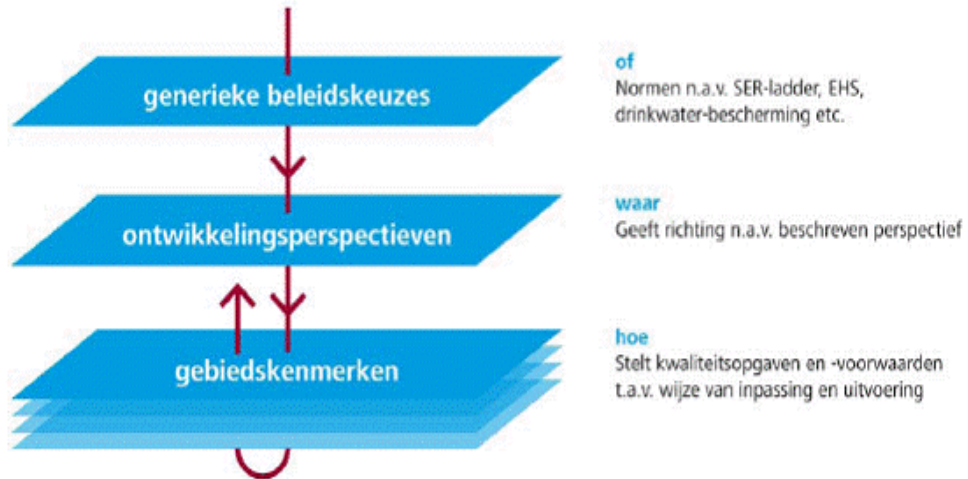 generieke beleidskeuzes
of
Normen n.a.v. SER-ladder, EHS,
drinkwater-bescherming etc.
ontwikkelingsperspectieven
waar
Geeft richting n.a.v. beschreven perspectief
gebiedskenmerken
hoe
Stelt kwaliteitsopgaven en -voorwaarden
t.a.v. wijze van inpassing en uitvoering